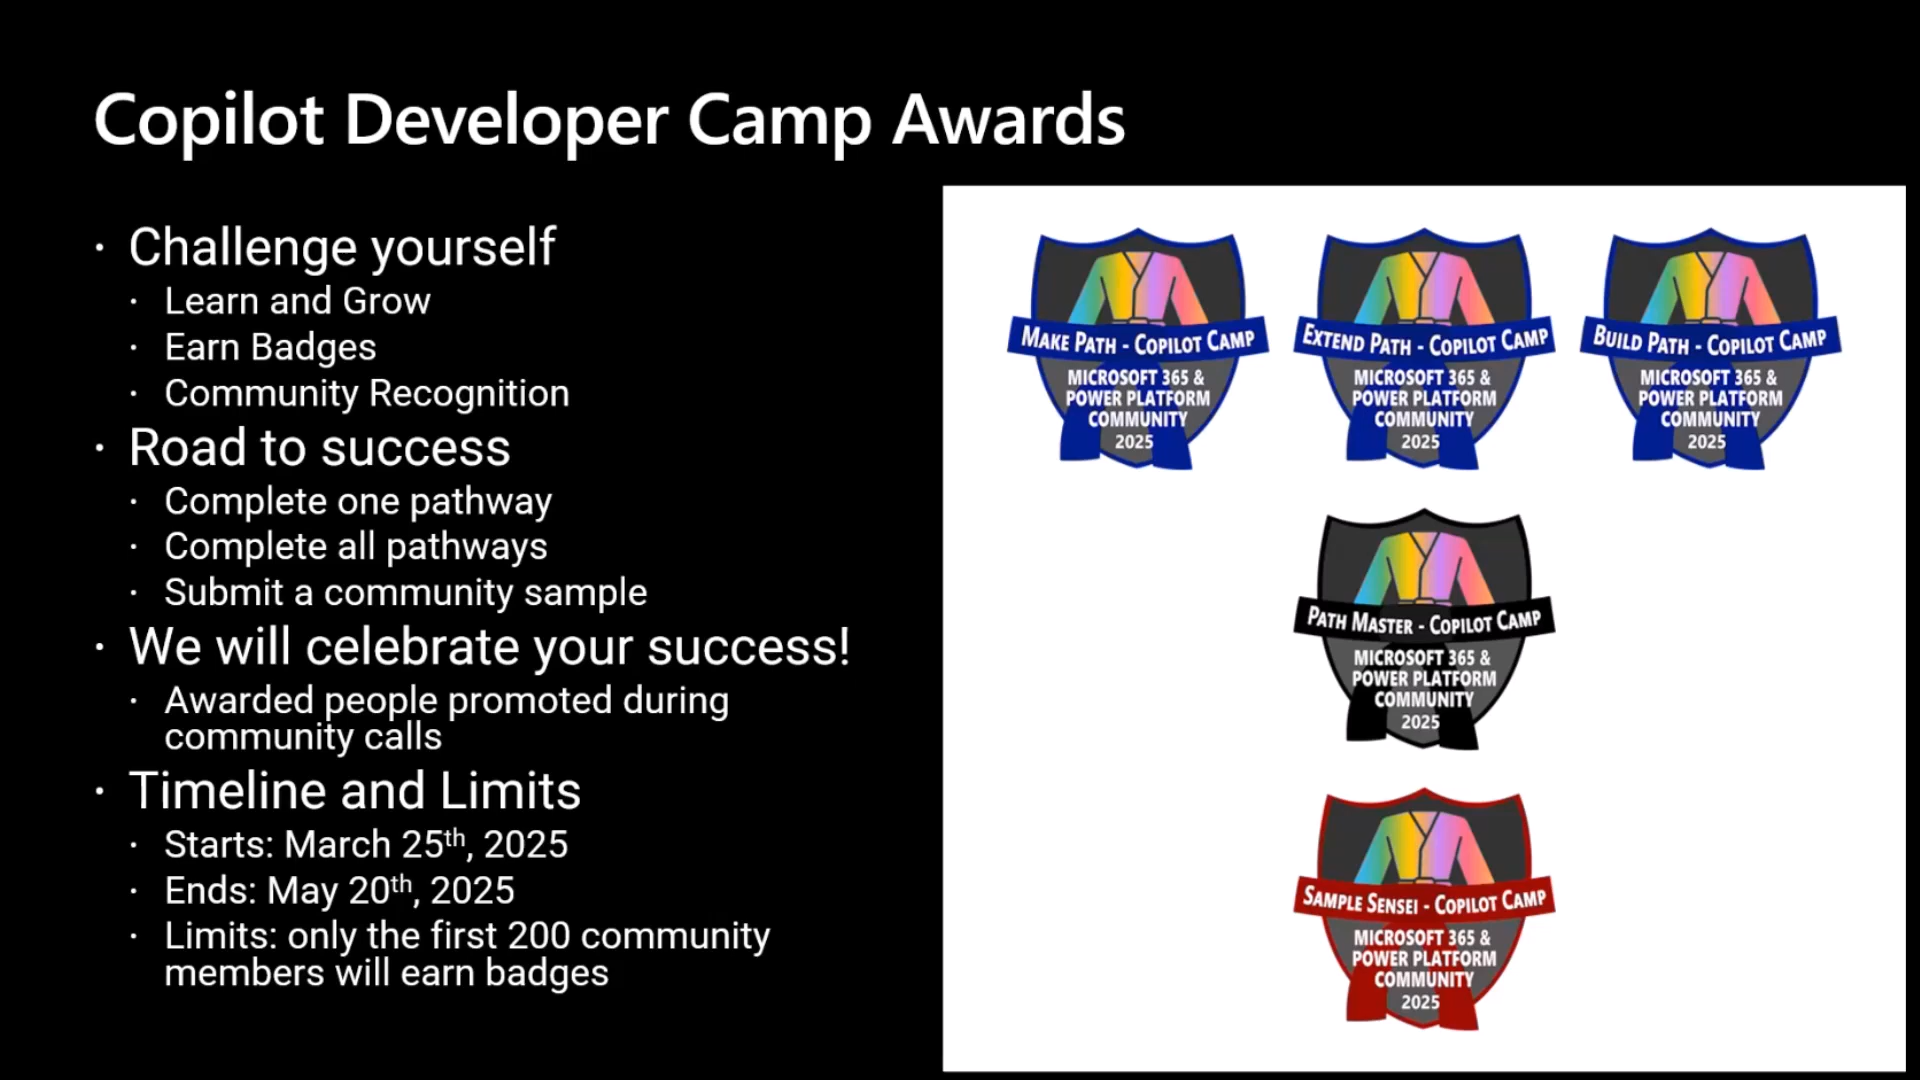 Copilot Developer Camp Awards
· Challenge yourself
· Learn and Grow
· Earn Badges
· Community Recognition
· Road to success
· Complete one pathway
· Complete all pathways
· Submit a community sample
· We will celebrate your success!
· Awarded people promoted during
community calls
· Timeline and Limits
· Starts: March 25th, 2025
· Ends: May 20th, 2025
· Limits: only the first 200 community
members will earn badges
MAKE PATH - COPILOT CAMP
MICROSOFT 365 &
POWER PLATFORM
COMMUNITY
2025
EXTEND PATH - COPILOT CAMP
MICROSOFT 365 &
POWER PLATFORM
COMMUNITY
2025
BUILD PATH - COPILOT CAMP
MICROSOFT 365 &
POWER PLATFORM
COMMUNITY
2025
PATH MASTER - COPILOT CAMP
MICROSOFT 365 &
POWER PLATFORM
COMMUNITY
2025
SAMPLE SENSEI - COPILOT CAMP
MICROSOFT 365 &
POWER PLATFORM
COMMUNITY
2025